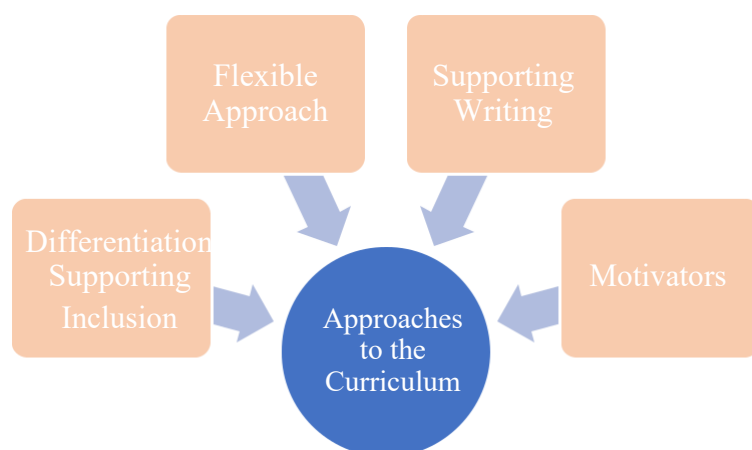 Flexible
Approach
Supporting
Writing
Differentiation
Supporting
Inclusion
Motivators
Approaches
to the
Curriculum